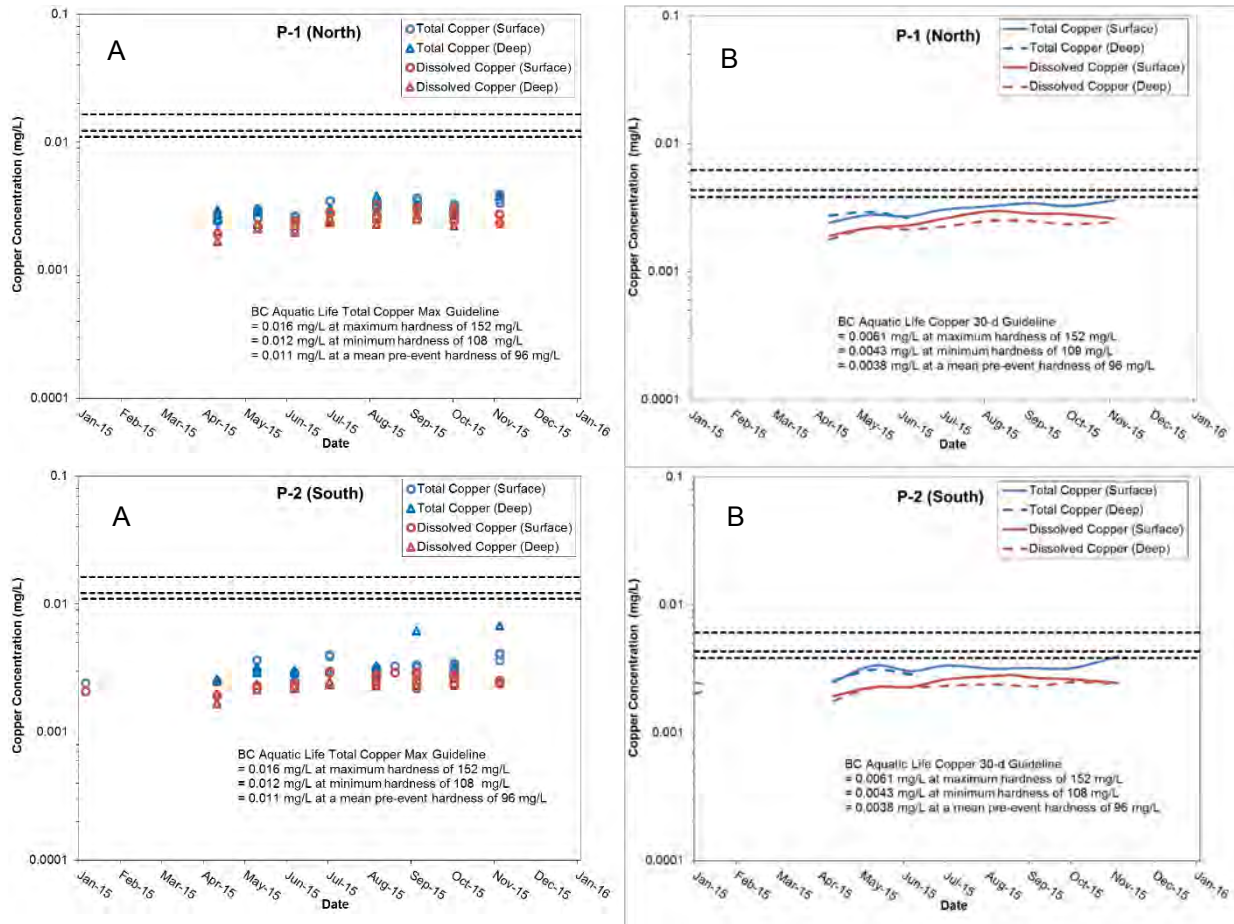 A
P-1 (North)
Total Copper (Surface)
Total Copper (Deep)
Dissolved Copper (Surface)
Dissolved Copper (Deep)
Copper Concentration (mg/L)
0.1
0.01
0.001
0.0001
BC Aquatic Life Total Copper Max Guideline
= 0.016 mg/L at maximum hardness of 152 mg/L
= 0.012 mg/L at minimum hardness of 108 mg/L
= 0.011 mg/L at a mean pre-event hardness of 96 mg/L
Jan-15 Feb-15 Mar-15 Apr-15 May-15 Jun-15 Jul-15 Aug-15 Sep-15 Oct-15 Nov-15 Dec-15 Jan-16
Date
B
P-1 (North)
Total Copper (Surface)
Total Copper (Deep)
Dissolved Copper (Surface)
Dissolved Copper (Deep)
Copper Concentration (mg/L)
0.1
0.01
0.001
0.0001
BC Aquatic Life Copper 30-d Guideline
= 0.0061 mg/L at maximum hardness of 152 mg/L
= 0.0043 mg/L at minimum hardness of 109 mg/L
= 0.0038 mg/L at a mean pre-event hardness of 96 mg/L
Jan-15 Feb-15 Mar-15 Apr-15 May-15 Jun-15 Jul-15 Aug-15 Sep-15 Oct-15 Nov-15 Dec-15 Jan-16
Date
A
P-2 (South)
Total Copper (Surface)
Total Copper (Deep)
Dissolved Copper (Surface)
Dissolved Copper (Deep)
Copper Concentration (mg/L)
0.1
0.01
0.001
0.0001
BC Aquatic Life Total Copper Max Guideline
= 0.016 mg/L at maximum hardness of 152 mg/L
= 0.012 mg/L at minimum hardness of 108 mg/L
= 0.011 mg/L at a mean pre-event hardness of 96 mg/L
Jan-15 Feb-15 Mar-15 Apr-15 May-15 Jun-15 Jul-15 Aug-15 Sep-15 Oct-15 Nov-15 Dec-15 Jan-16
Date
B
P-2 (South)
Total Copper (Surface)
Total Copper (Deep)
Dissolved Copper (Surface)
Dissolved Copper (Deep)
Copper Concentration (mg/L)
0.1
0.01
0.001
0.0001
BC Aquatic Life Copper 30-d Guideline
= 0.0061 mg/L at maximum hardness of 152 mg/L
= 0.0043 mg/L at minimum hardness of 108 mg/L
= 0.0038 mg/L at a mean pre-event hardness of 96 mg/L
Jan-15 Feb-15 Mar-15 Apr-15 May-15 Jun-15 Jul-15 Aug-15 Sep-15 Oct-15 Nov-15 Dec-15 Jan-16
Date